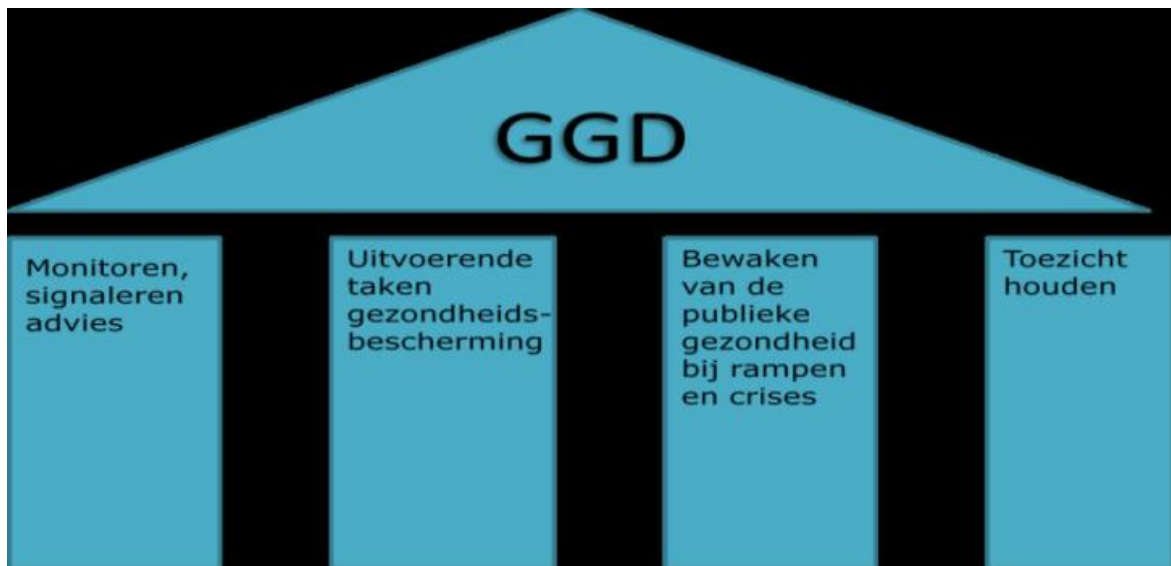 GGD
Monitoren,
signaleren
advies
Uitvoerende
taken
gezondheids-
bescherming
Bewaken
van de
publieke
gezondheid
bij rampen
en crises
Toezicht
houden